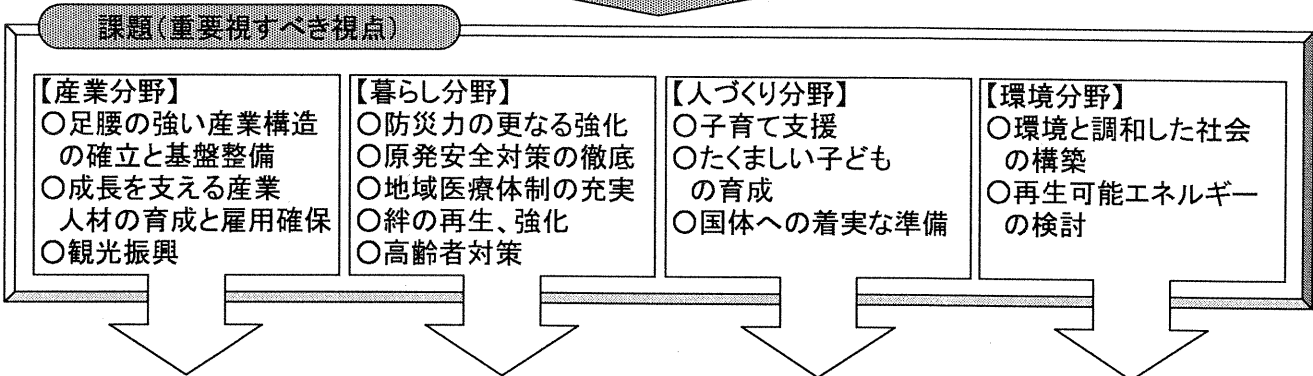 課題(重要視すべき視点)
【産業分野】
○足腰の強い産業構造
の確立と基盤整備
○成長を支える産業
人材の育成と雇用確保
○観光振興
【暮らし分野】
○防災力の更なる強化
○原発安全対策の徹底
○地域医療体制の充実
○絆の再生、強化
○高齢者対策
【人づくり分野】
○子育て支援
○たくましい子ども
の育成
○国体への着実な準備
【環境分野】
○環境と調和した社会
の構築
○再生可能エネルギー
の検討